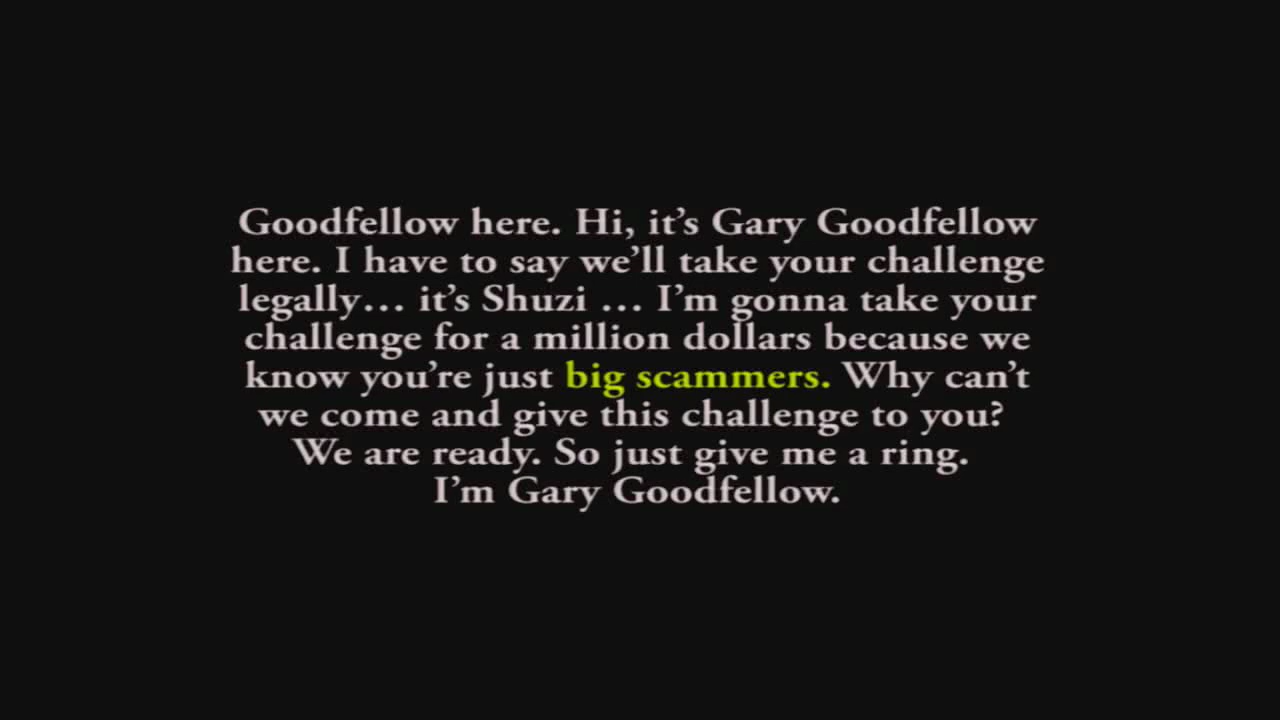 Goodfellow here. Hi, it’s Gary Goodfellow
here. I have to say we’ll take your challenge
legally… it’s Shuzi … I’m gonna take your
challenge for a million dollars because we
know you’re just big scammers. Why can’t
we come and give this challenge to you?
We are ready. So just give me a ring.
I’m Gary Goodfellow.